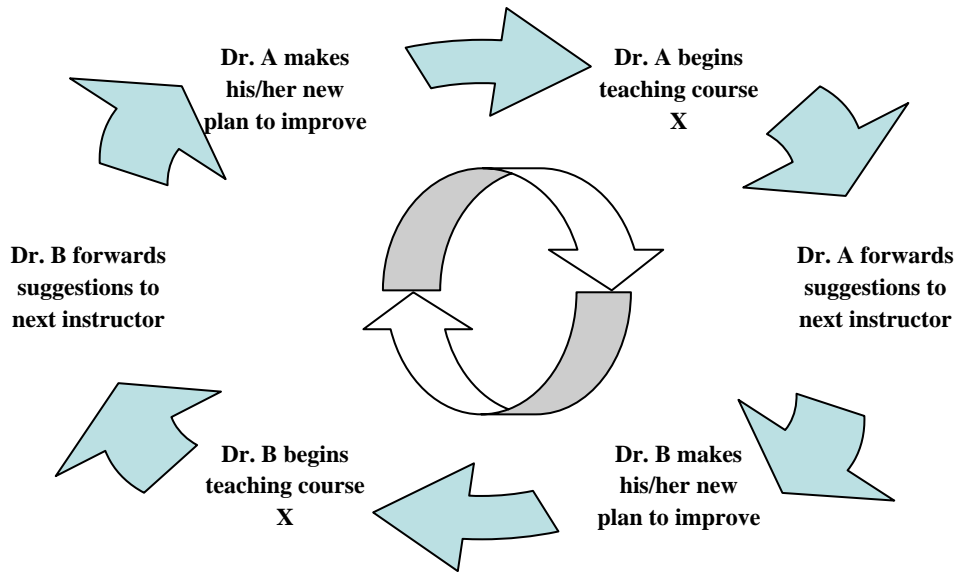 Dr. A makes
his/her new
plan to improve
Dr. A begins
teaching course
X
Dr. A forwards
suggestions to
next instructor
Dr. B makes
his/her new
plan to improve
Dr. B begins
teaching course
X
Dr. B forwards
suggestions to
next instructor